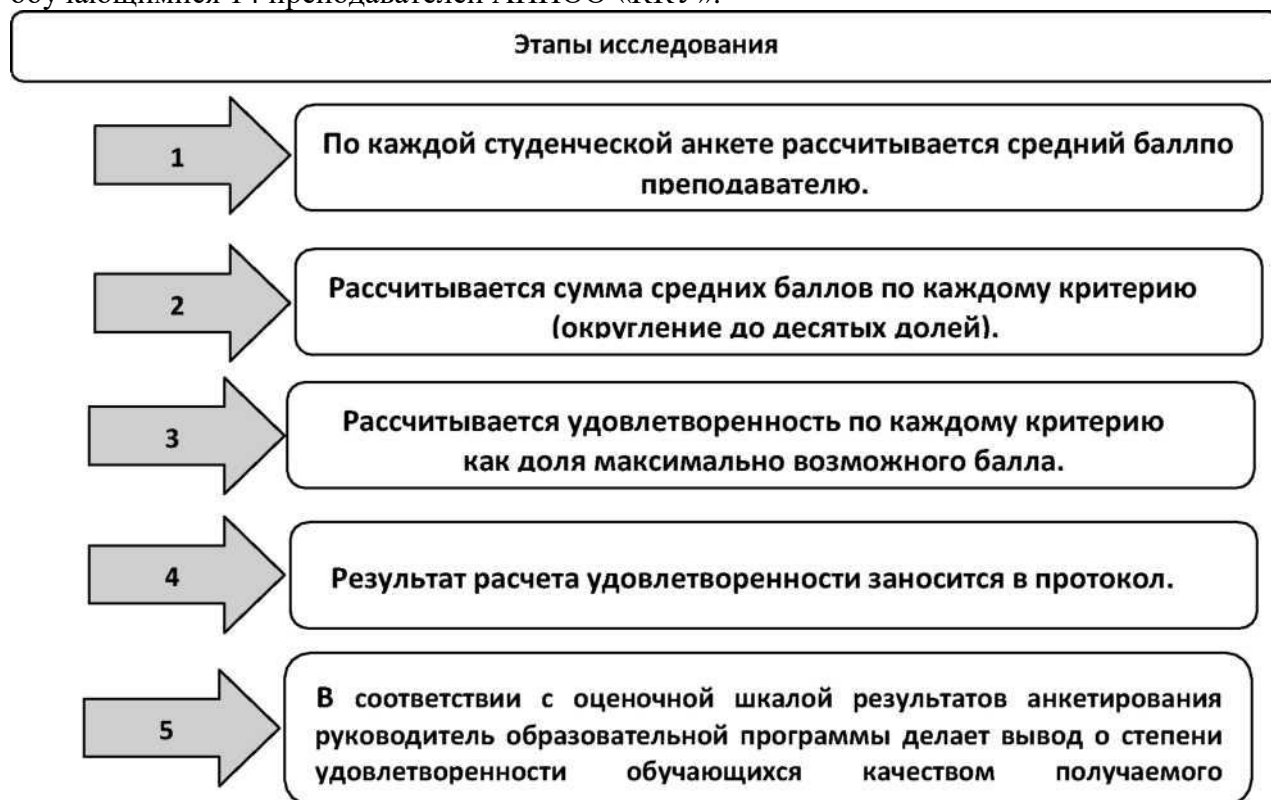 Этапы исследования
1
По каждой студенческой анкете рассчитывается средний баллпо
преподавателю.
2
Рассчитывается сумма средних баллов по каждому критерию
(округление до десятых долей).
3
Рассчитывается удовлетворенность по каждому критерию
как доля максимально возможного балла.
4
Результат расчета удовлетворенности заносится в протокол.
5
В соответствии с оценочной шкалой результатов анкетирования
руководитель образовательной программы делает вывод о степени
удовлетворенности обучающихся качеством получаемого